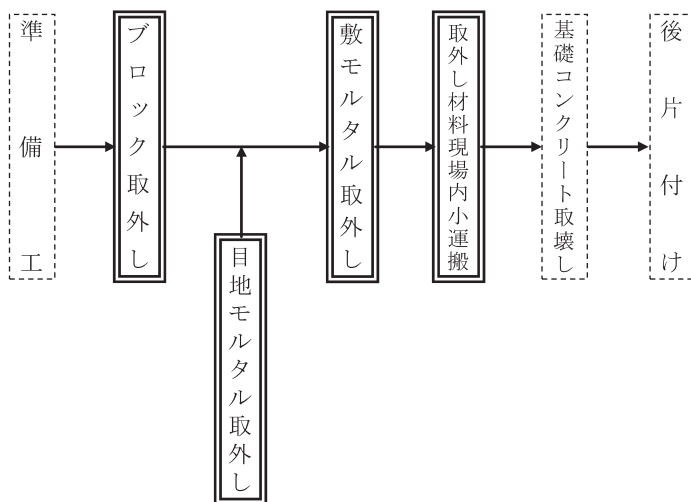 準備工
ブロック取外し
目地モルタル取外し
敷モルタル取外し
取外し材料現場内小運搬
基礎コンクリート取壊し
後片付け